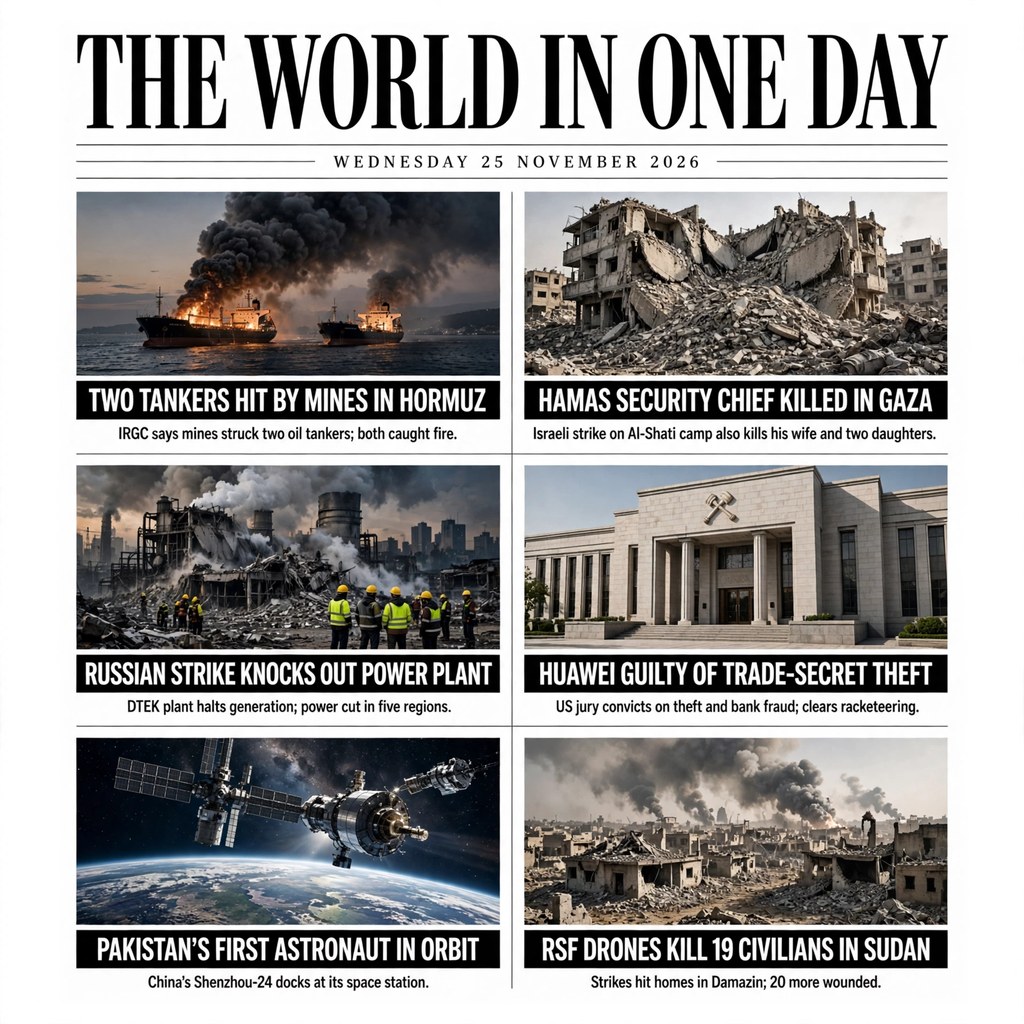 THE WORLD IN ONE DAY
WEDNESDAY 25 NOVEMBER 2026
TWO TANKERS HIT BY MINES IN HORMUZ
IRGC says mines struck two oil tankers; both caught fire.
HAMAS SECURITY CHIEF KILLED IN GAZA
Israeli strike on Al-Shati camp also kills his wife and two daughters.
RUSSIAN STRIKE KNOCKS OUT POWER PLANT
DTEK plant halts generation; power cut in five regions.
HUAWEI GUILTY OF TRADE-SECRET THEFT
US jury convicts on theft and bank fraud; clears racketeering.
PAKISTAN'S FIRST ASTRONAUT IN ORBIT
China's Shenzhou-24 docks at its space station.
RSF DRONES KILL 19 CIVILIANS IN SUDAN
Strikes hit homes in Damazin; 20 more wounded.